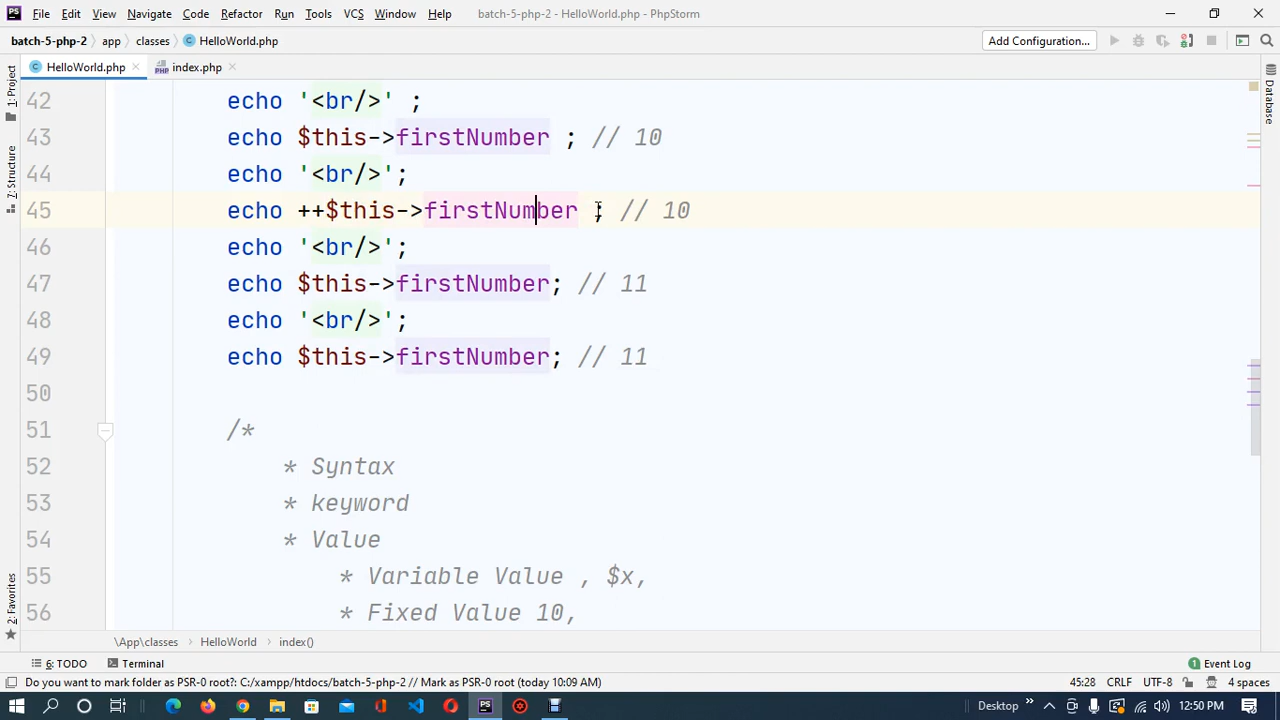 File Edit View Navigate Code Refactor Run Tools VCS Window Help batch-5-php-2 - HelloWorld.php - PhpStorm
batch-5-php-2 app classes HelloWorld.php Add Configuration...
HelloWorld.php index.php
1: Project
Z: Structure
2: Favorites
Database
42 echo '<br/>' ;
43 echo $this->firstNumber ; // 10
44 echo '<br/>';
45 echo ++$this->firstNumber ; // 10
46 echo '<br/>';
47 echo $this->firstNumber; // 11
48 echo '<br/>';
49 echo $this->firstNumber; // 11
50
51 /*
52 * Syntax
53 * keyword
54 * Value
55 * Variable Value , $x,
56 * Fixed Value 10,
\App\classes HelloWorld index()
6: TODO Terminal 1 Event Log
Do you want to mark folder as PSR-0 root?: C:/xampp/htdocs/batch-5-php-2 // Mark as PSR-0 root (today 10:09 AM) 45:28 CRLF UTF-8 4 spaces
Desktop 12:50 PM